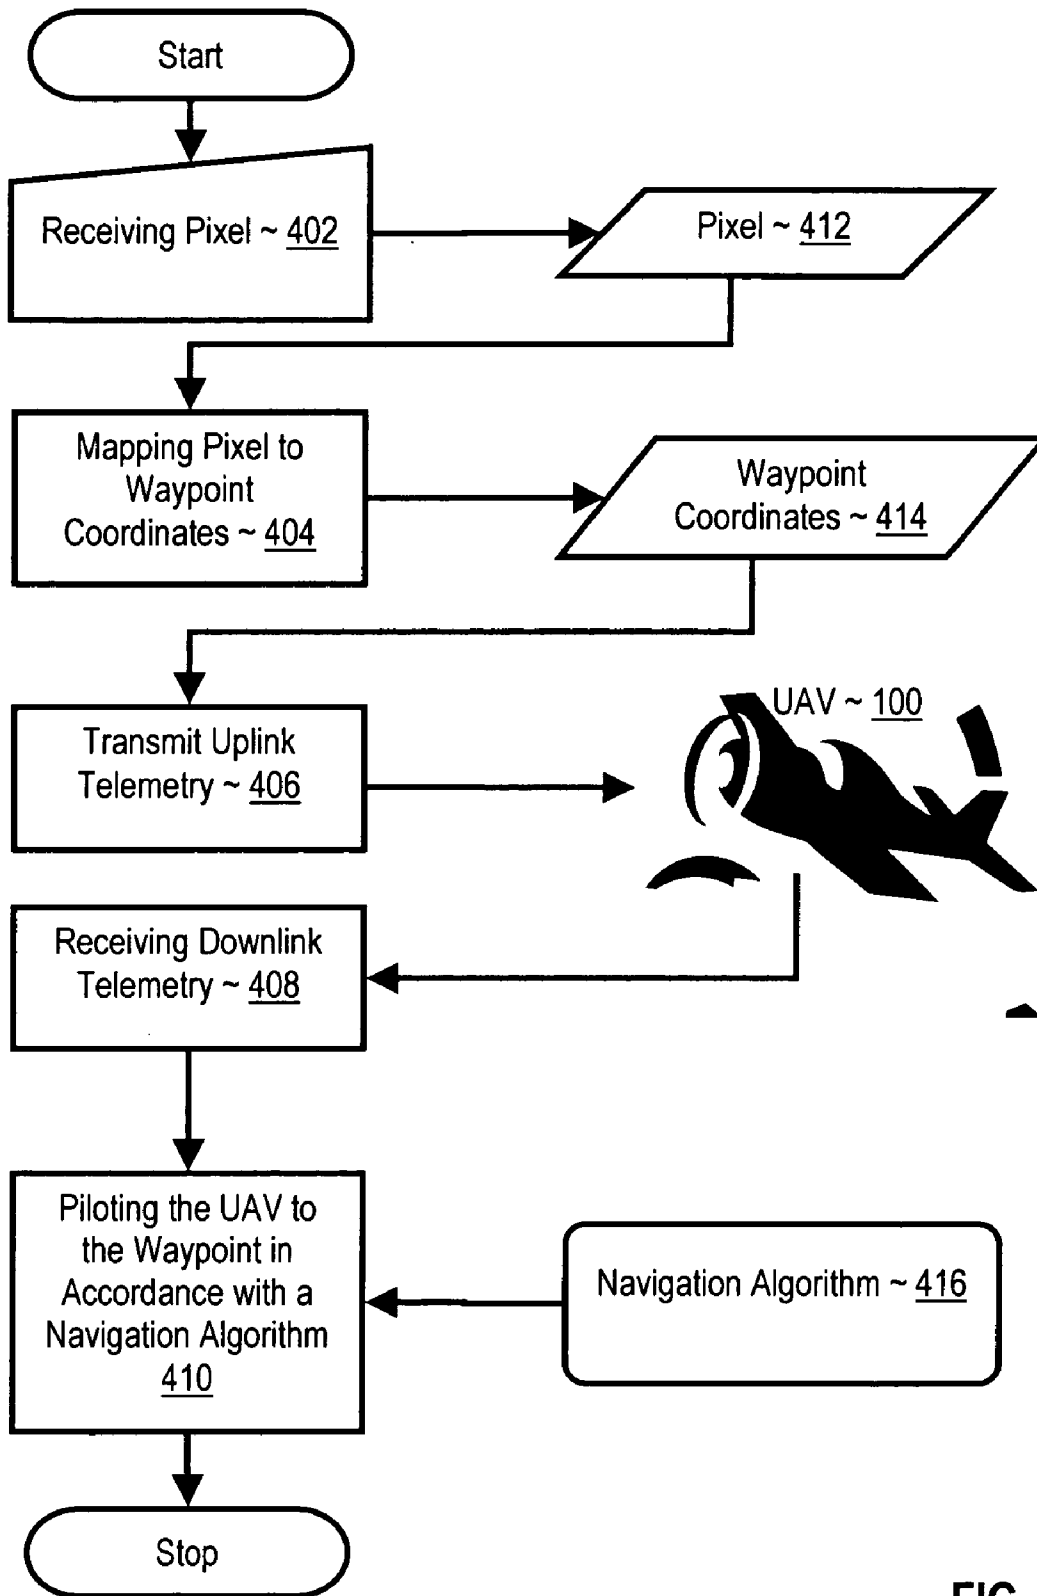 Start
Receiving Pixel ~ 402
Pixel ~ 412
Mapping Pixel to
Waypoint
Coordinates ~ 404
Waypoint
Coordinates ~ 414
UAV ~ 100
Transmit Uplink
Telemetry ~ 406
Receiving Downlink
Telemetry ~ 408
Piloting the UAV to
the Waypoint in
Accordance with a
Navigation Algorithm
410
Navigation Algorithm ~ 416
Stop
FIG